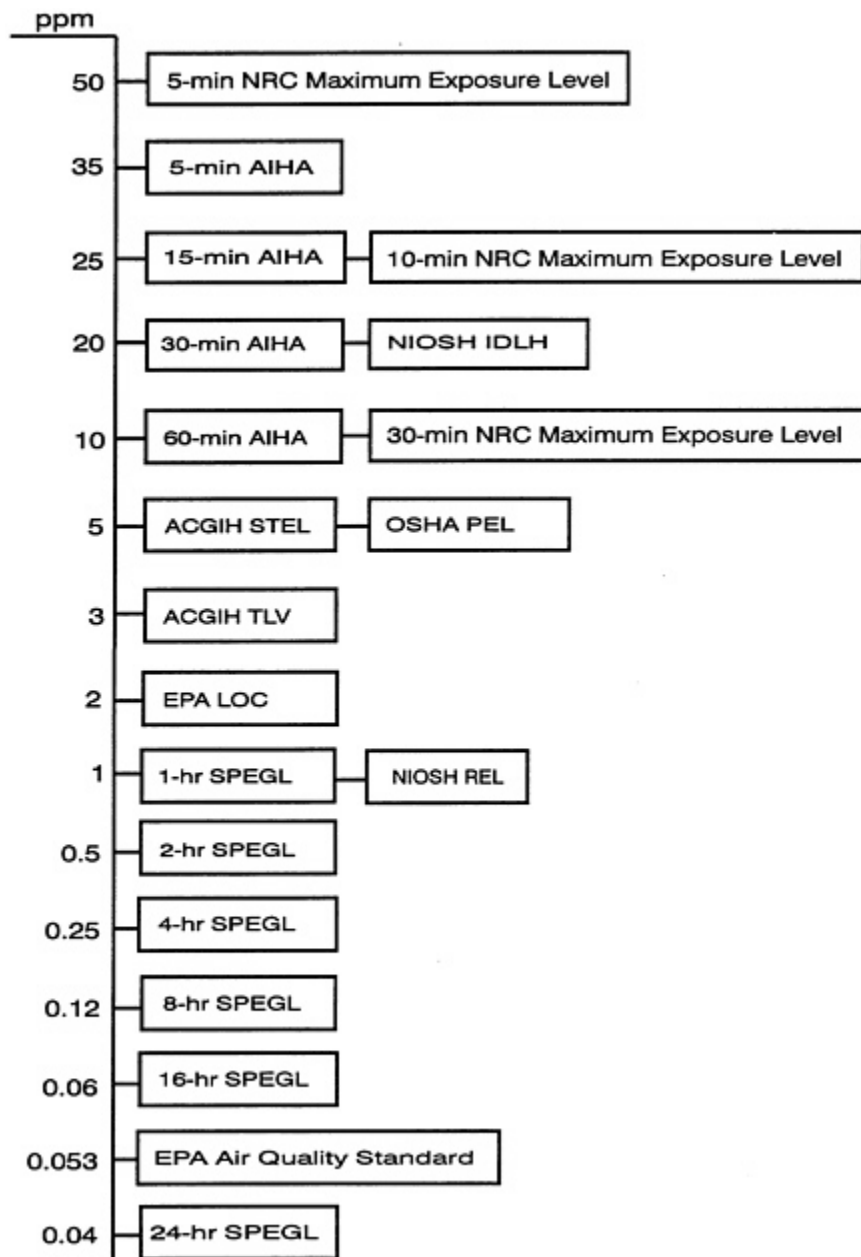 ppm
50 5-min NRC Maximum Exposure Level
35 5-min AIHA
25 15-min AIHA 10-min NRC Maximum Exposure Level
20 30-min AIHA NIOSH IDLH
10 60-min AIHA 30-min NRC Maximum Exposure Level
5 ACGIH STEL OSHA PEL
3 ACGIH TLV
2 EPA LOC
1 1-hr SPEGL NIOSH REL
0.5 2-hr SPEGL
0.25 4-hr SPEGL
0.12 8-hr SPEGL
0.06 16-hr SPEGL
0.053 EPA Air Quality Standard
0.04 24-hr SPEGL